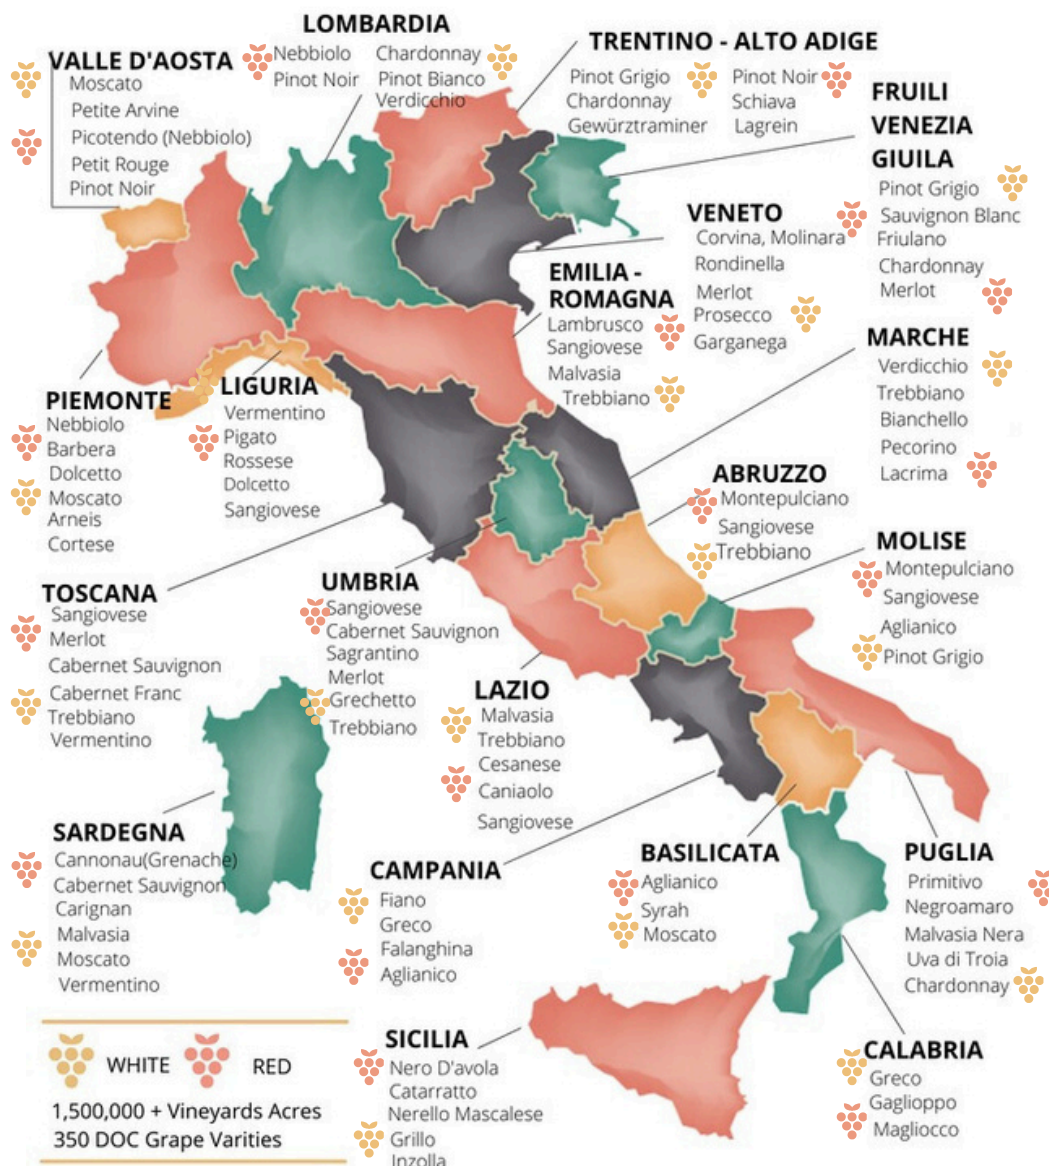 LOMBARDIA
Nebbiolo
Pinot Noir
Chardonnay
Pinot Bianco
Verdicchio
VALLE D'AOSTA
Moscato
Petite Arvine
Picotendo (Nebbiolo)
Petit Rouge
Pinot Noir
TRENTINO - ALTO ADIGE
Pinot Grigio
Chardonnay
Gewürztraminer
Pinot Noir
Schiava
Lagrein
FRUILI
VENEZIA
GIUILA
Pinot Grigio
Sauvignon Blanc
Friulano
Chardonnay
Merlot
VENETO
Corvina, Molinara
Rondinella
Merlot
Prosecco
Garganega
EMILIA -
ROMAGNA
Lambrusco
Sangiovese
Malvasia
Trebbiano
MARCHE
Verdicchio
Trebbiano
Bianchello
Pecorino
Lacrima
PIEMONTE
Nebbiolo
Barbera
Dolcetto
Moscato
Arneis
Cortese
LIGURIA
Vermentino
Pigato
Rossese
Dolcetto
Sangiovese
ABRUZZO
Montepulciano
Sangiovese
Trebbiano
MOLISE
Montepulciano
Sangiovese
Aglianico
Pinot Grigio
TOSCANA
Sangiovese
Merlot
Cabernet Sauvignon
Cabernet Franc
Trebbiano
Vermentino
UMBRIA
Sangiovese
Cabernet Sauvignon
Sagrantino
Merlot
Grechetto
Trebbiano
LAZIO
Malvasia
Trebbiano
Cesanese
Caniaolo
Sangiovese
SARDEGNA
Cannonau(Grenache)
Cabernet Sauvignon
Carignan
Malvasia
Moscato
Vermentino
CAMPANIA
Fiano
Greco
Falanghina
Aglianico
BASILICATA
Aglianico
Syrah
Moscato
PUGLIA
Primitivo
Negroamaro
Malvasia Nera
Uva di Troia
Chardonnay
SICILIA
Nero D'avola
Catarratto
Nerello Mascalese
Grillo
Inzolla
CALABRIA
Greco
Gaglioppo
Magliocco
WHITE
RED
1,500,000 + Vineyards Acres
350 DOC Grape Varities